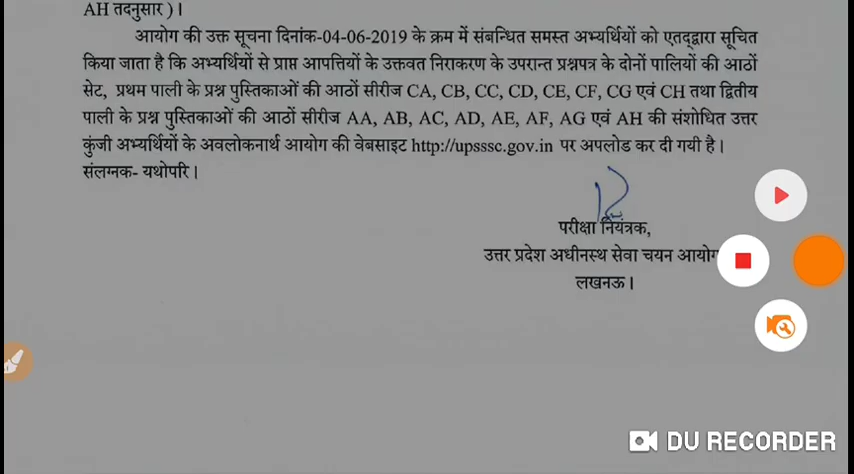 AH तदनुसार )।
आयोग की उक्त सूचना दिनांक-04-06-2019 के क्रम में संबन्धित समस्त अभ्यर्थियों को एतद्द्वारा सूचित
किया जाता है कि अभ्यर्थियों से प्राप्त आपत्तियों के उक्तवत निराकरण के उपरान्त प्रश्नपत्र के दोनों पालियों की आठों
सेट, प्रथम पाली के प्रश्न पुस्तिकाओं की आठों सीरीज CA, CB, CC, CD, CE, CF, CG एवं CH तथा द्वितीय
पाली के प्रश्न पुस्तिकाओं की आठों सीरीज AA, AB, AC, AD, AE, AF, AG एवं AH की संशोधित उत्तर
कुंजी अभ्यर्थियों के अवलोकनार्थ आयोग की वेबसाइट http://upsssc.gov.in पर अपलोड कर दी गयी है।
संलग्नक- यथोपरि।
परीक्षा नियंत्रक,
उत्तर प्रदेश अधीनस्थ सेवा चयन आयोग
लखनऊ।
DU RECORDER